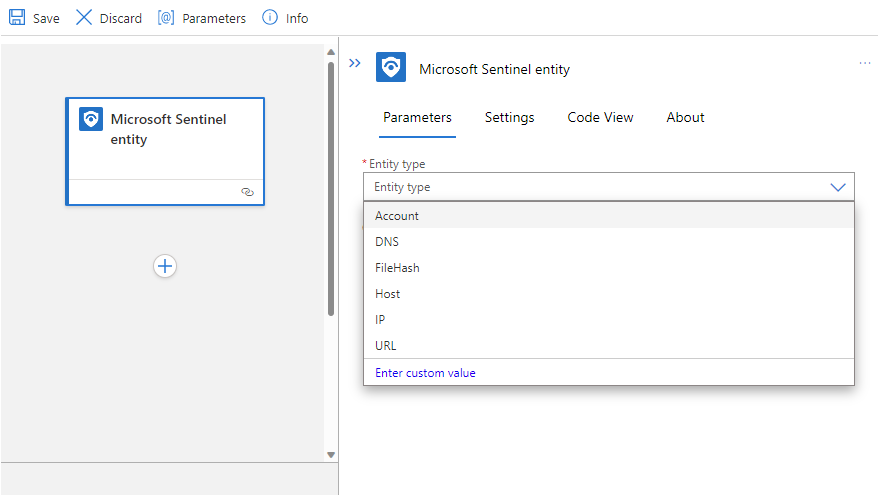 Save
Discard
[@] Parameters
Info
Microsoft Sentinel
entity
Microsoft Sentinel entity
...
Parameters
Settings
Code View
About
* Entity type
Entity type
Account
DNS
FileHash
Host
IP
URL
Enter custom value